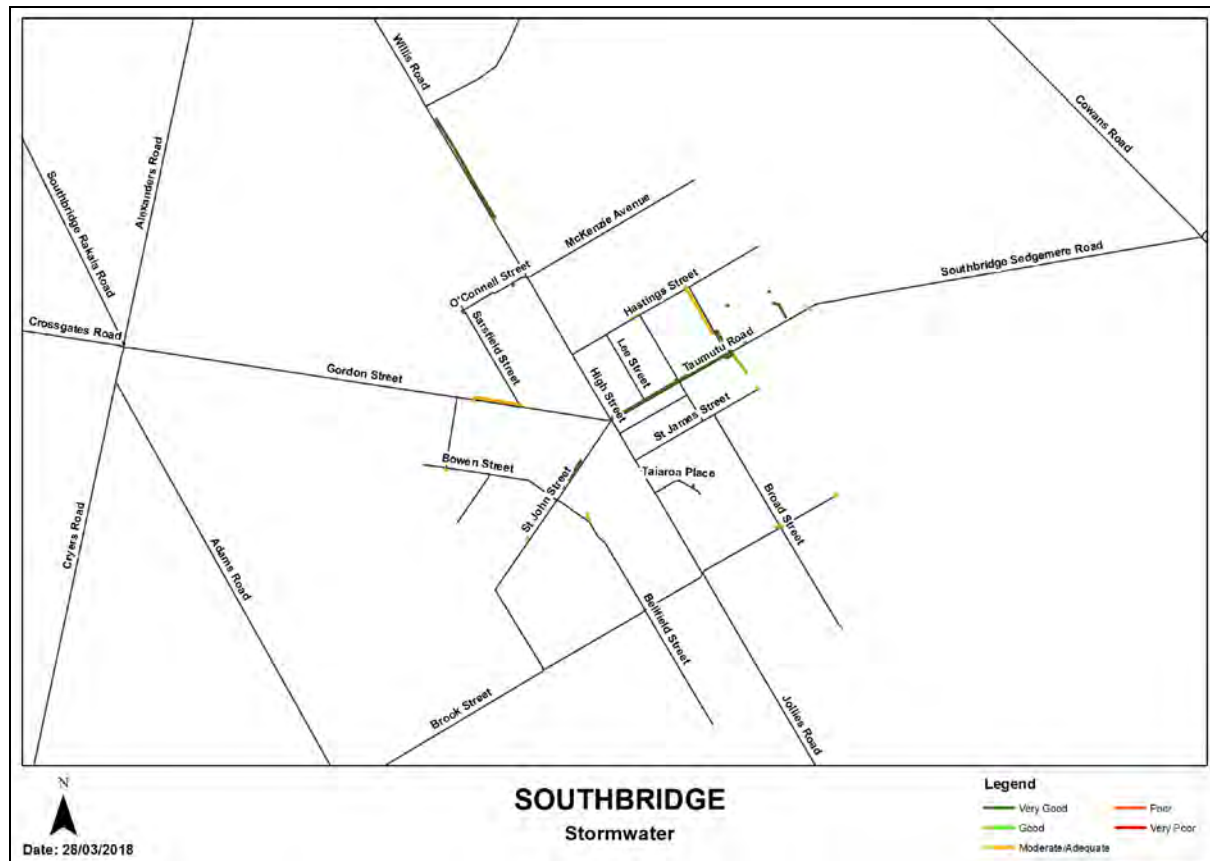 Willis Road
Cowans Road
Alexanders Road
Southbridge Rakaia Road
McKenzie Avenue
Southbridge Sedgemere Road
O'Connell Street
Hastings Street
Sarsfield Street
Crossgates Road
Lee Street
Taumutu Road
Gordon Street
High Street
St James Street
Bowen Street
Taiaroa Place
St John Street
Broad Street
Cryers Road
Adams Road
Bellfield Street
Brook Street
Jollies Road
N
Date: 28/03/2018
SOUTHBRIDGE
Stormwater
Legend
Very Good
Good
Moderate/Adequate
Poor
Very Poor